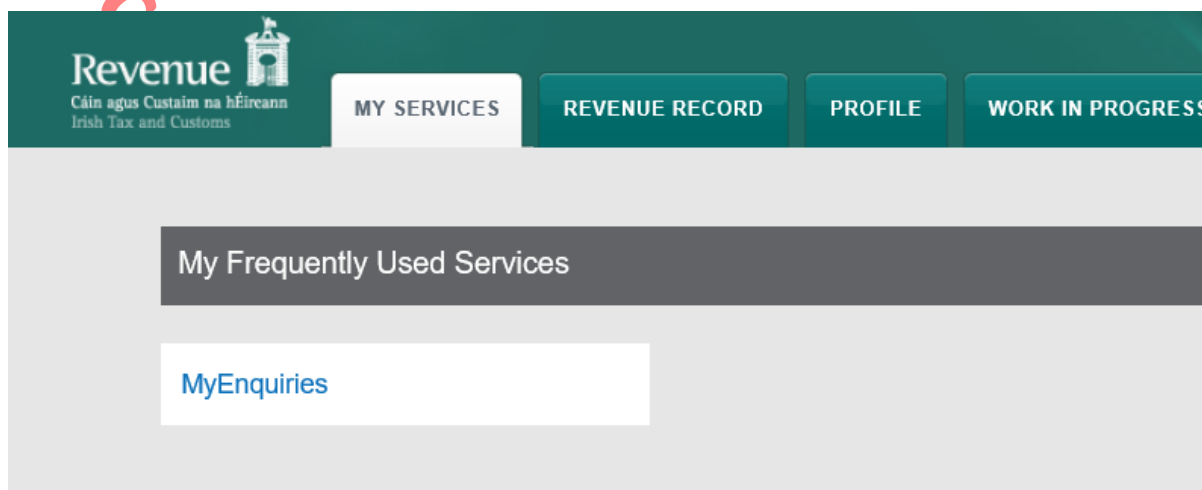 Revenue
Cáin agus Custaim na hÉireann
Irish Tax and Customs
MY SERVICES
REVENUE RECORD
PROFILE
WORK IN PROGRESS
My Frequently Used Services
MyEnquiries